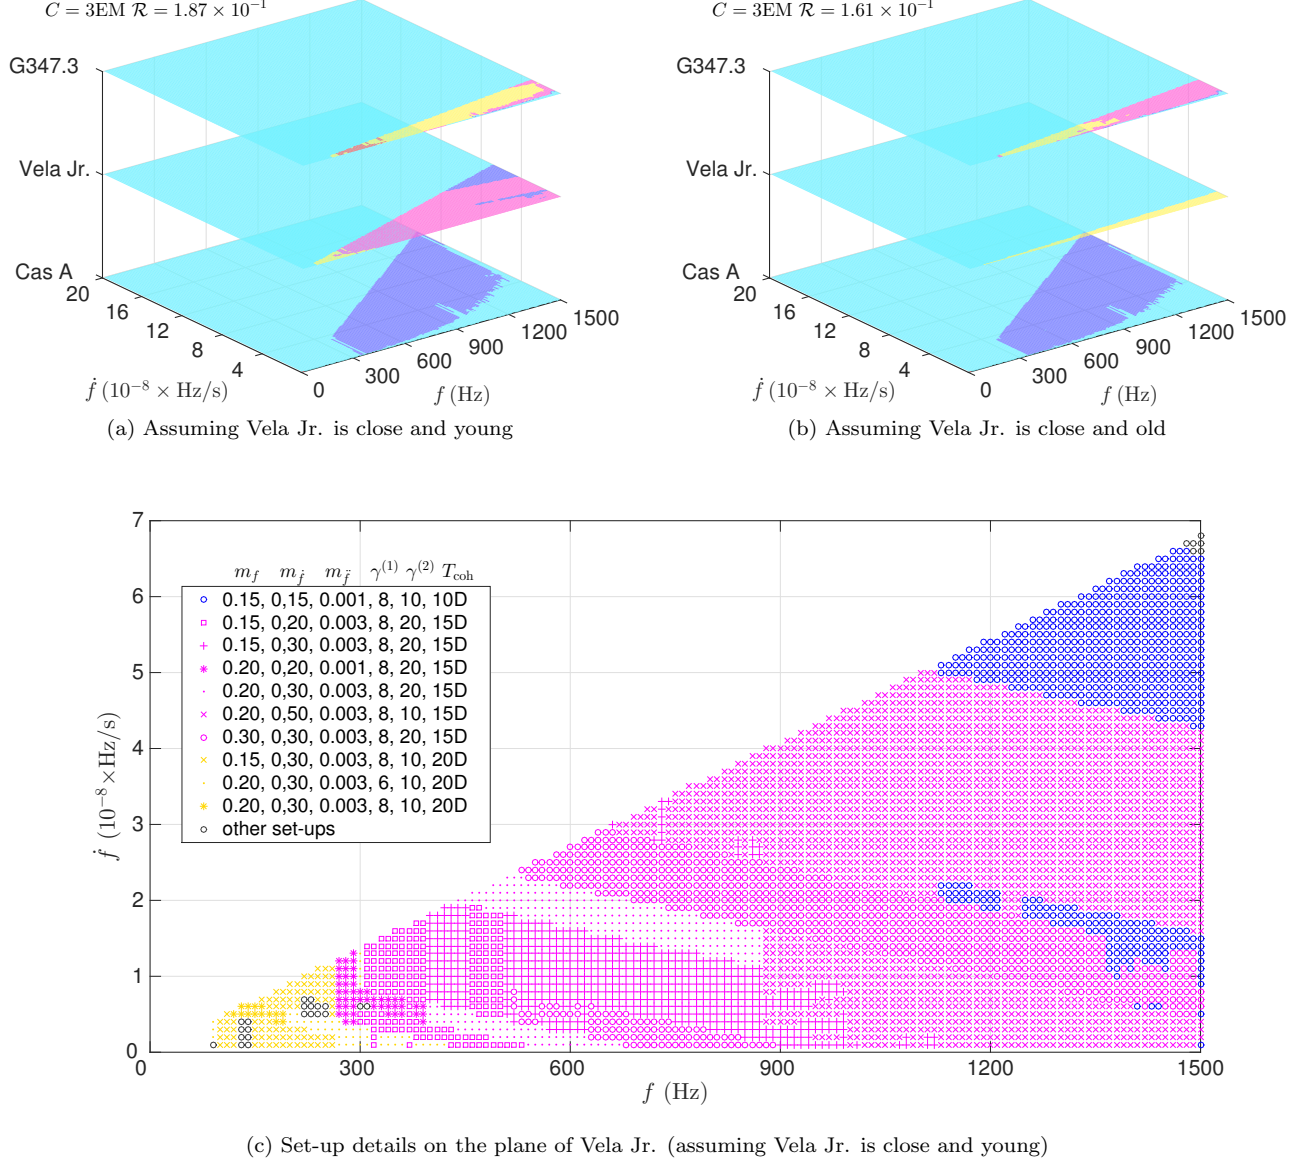 C = 3EM R = 1.87 × 10⁻¹
G347.3
Vela Jr.
Cas A
20
16
12
8
4
0
300
600
900
1200
1500
ḟ (10⁻⁸ × Hz/s)
f (Hz)
(a) Assuming Vela Jr. is close and young
C = 3EM R = 1.61 × 10⁻¹
G347.3
Vela Jr.
Cas A
20
16
12
8
4
0
300
600
900
1200
1500
ḟ (10⁻⁸ × Hz/s)
f (Hz)
(b) Assuming Vela Jr. is close and old
7
6
5
4
3
2
1
0
ḟ (10⁻⁸×Hz/s)
m_f m_ḟ m_f̈ γ⁽¹⁾ γ⁽²⁾ T_coh
0.15, 0,15, 0.001, 8, 10, 10D
0.15, 0,20, 0.003, 8, 20, 15D
0.15, 0,30, 0.003, 8, 20, 15D
0.20, 0,20, 0.001, 8, 20, 15D
0.20, 0,30, 0.003, 8, 20, 15D
0.20, 0,50, 0.003, 8, 10, 15D
0.30, 0,30, 0.003, 8, 20, 15D
0.15, 0,30, 0.003, 8, 10, 20D
0.20, 0,30, 0.003, 6, 10, 20D
0.20, 0,30, 0.003, 8, 10, 20D
other set-ups
0 300 600 900 1200 1500
f (Hz)
(c) Set-up details on the plane of Vela Jr. (assuming Vela Jr. is close and young)